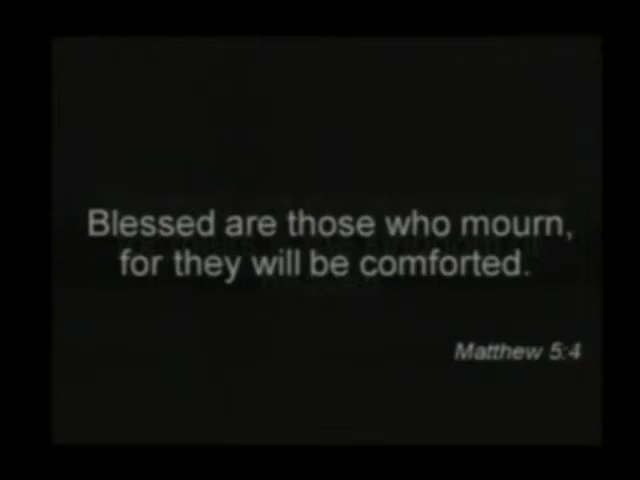 Blessed are those who mourn,
for they will be comforted.
Matthew 5:4